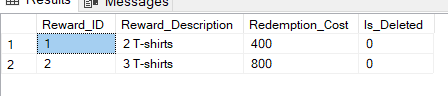 Results Messages
Reward_ID Reward_Description Redemption_Cost Is_Deleted
1 1 2 T-shirts 400 0
2 2 3 T-shirts 800 0